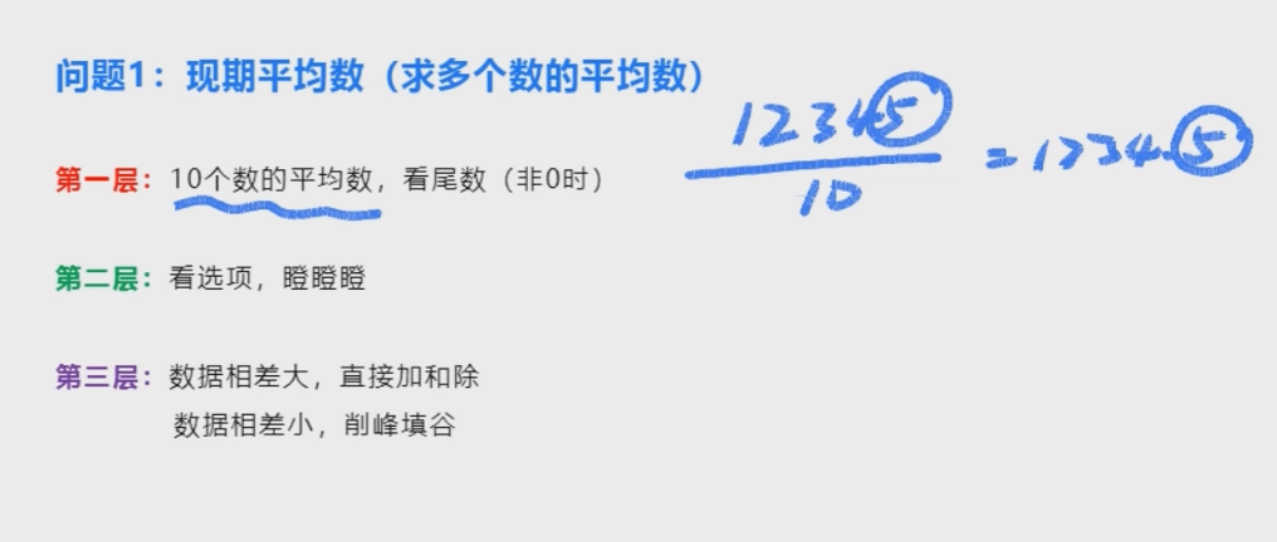 问题1：现期平均数（求多个数的平均数）
12345/10 = 1234.5
第一层：10个数的平均数，看尾数（非0时）
第二层：看选项，瞪瞪瞪
第三层：数据相差大，直接加和除
数据相差小，削峰填谷